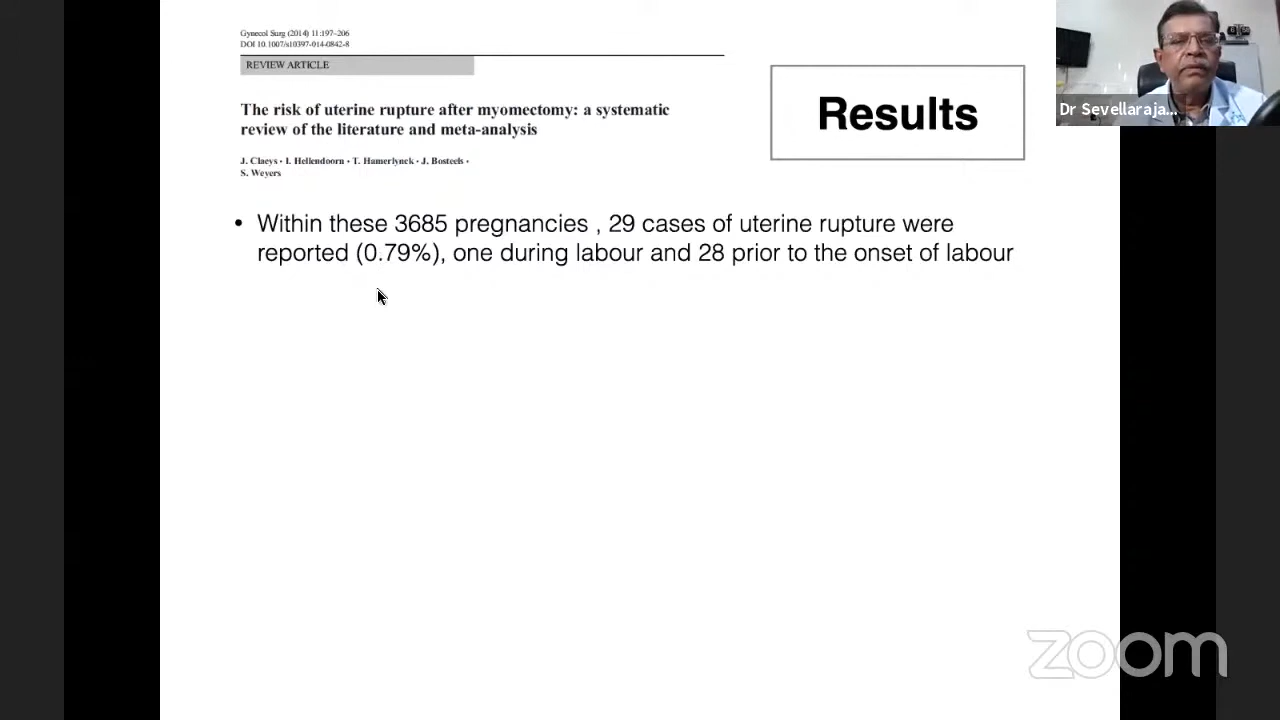 Gynecol Surg (2014) 11:197–206
DOI 10.1007/s10397-014-0842-8
REVIEW ARTICLE
The risk of uterine rupture after myomectomy: a systematic
review of the literature and meta-analysis
J. Claeys · I. Hellendoorn · T. Hamerlynck · J. Bosteels ·
S. Weyers
Results
Dr Sevellaraja...
• Within these 3685 pregnancies , 29 cases of uterine rupture were
reported (0.79%), one during labour and 28 prior to the onset of labour
zoom